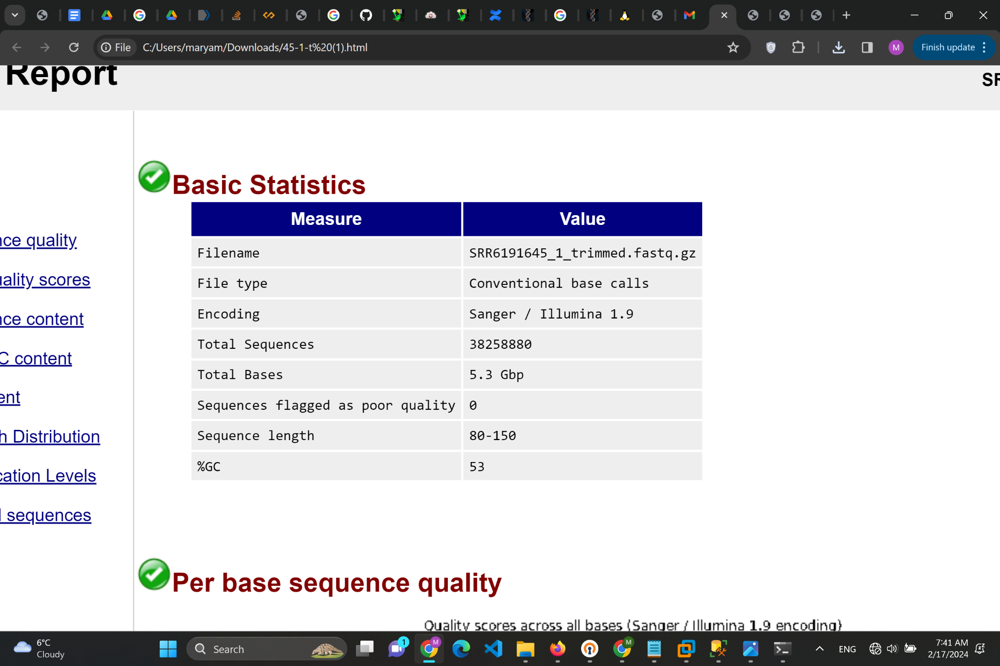 File C:/Users/maryam/Downloads/45-1-t%20(1).html
M
Finish update
Report
SR
nce quality
uality scores
nce content
C content
ent
h Distribution
cation Levels
d sequences
Basic Statistics
Measure Value
Filename SRR6191645_1_trimmed.fastq.gz
File type Conventional base calls
Encoding Sanger / Illumina 1.9
Total Sequences 38258880
Total Bases 5.3 Gbp
Sequences flagged as poor quality 0
Sequence length 80-150
%GC 53
Per base sequence quality
Quality scores across all bases (Sanger / Illumina 1.9 encoding)
6°C
Cloudy
Search
1
M
M
ENG
7:41 AM
2/17/2024